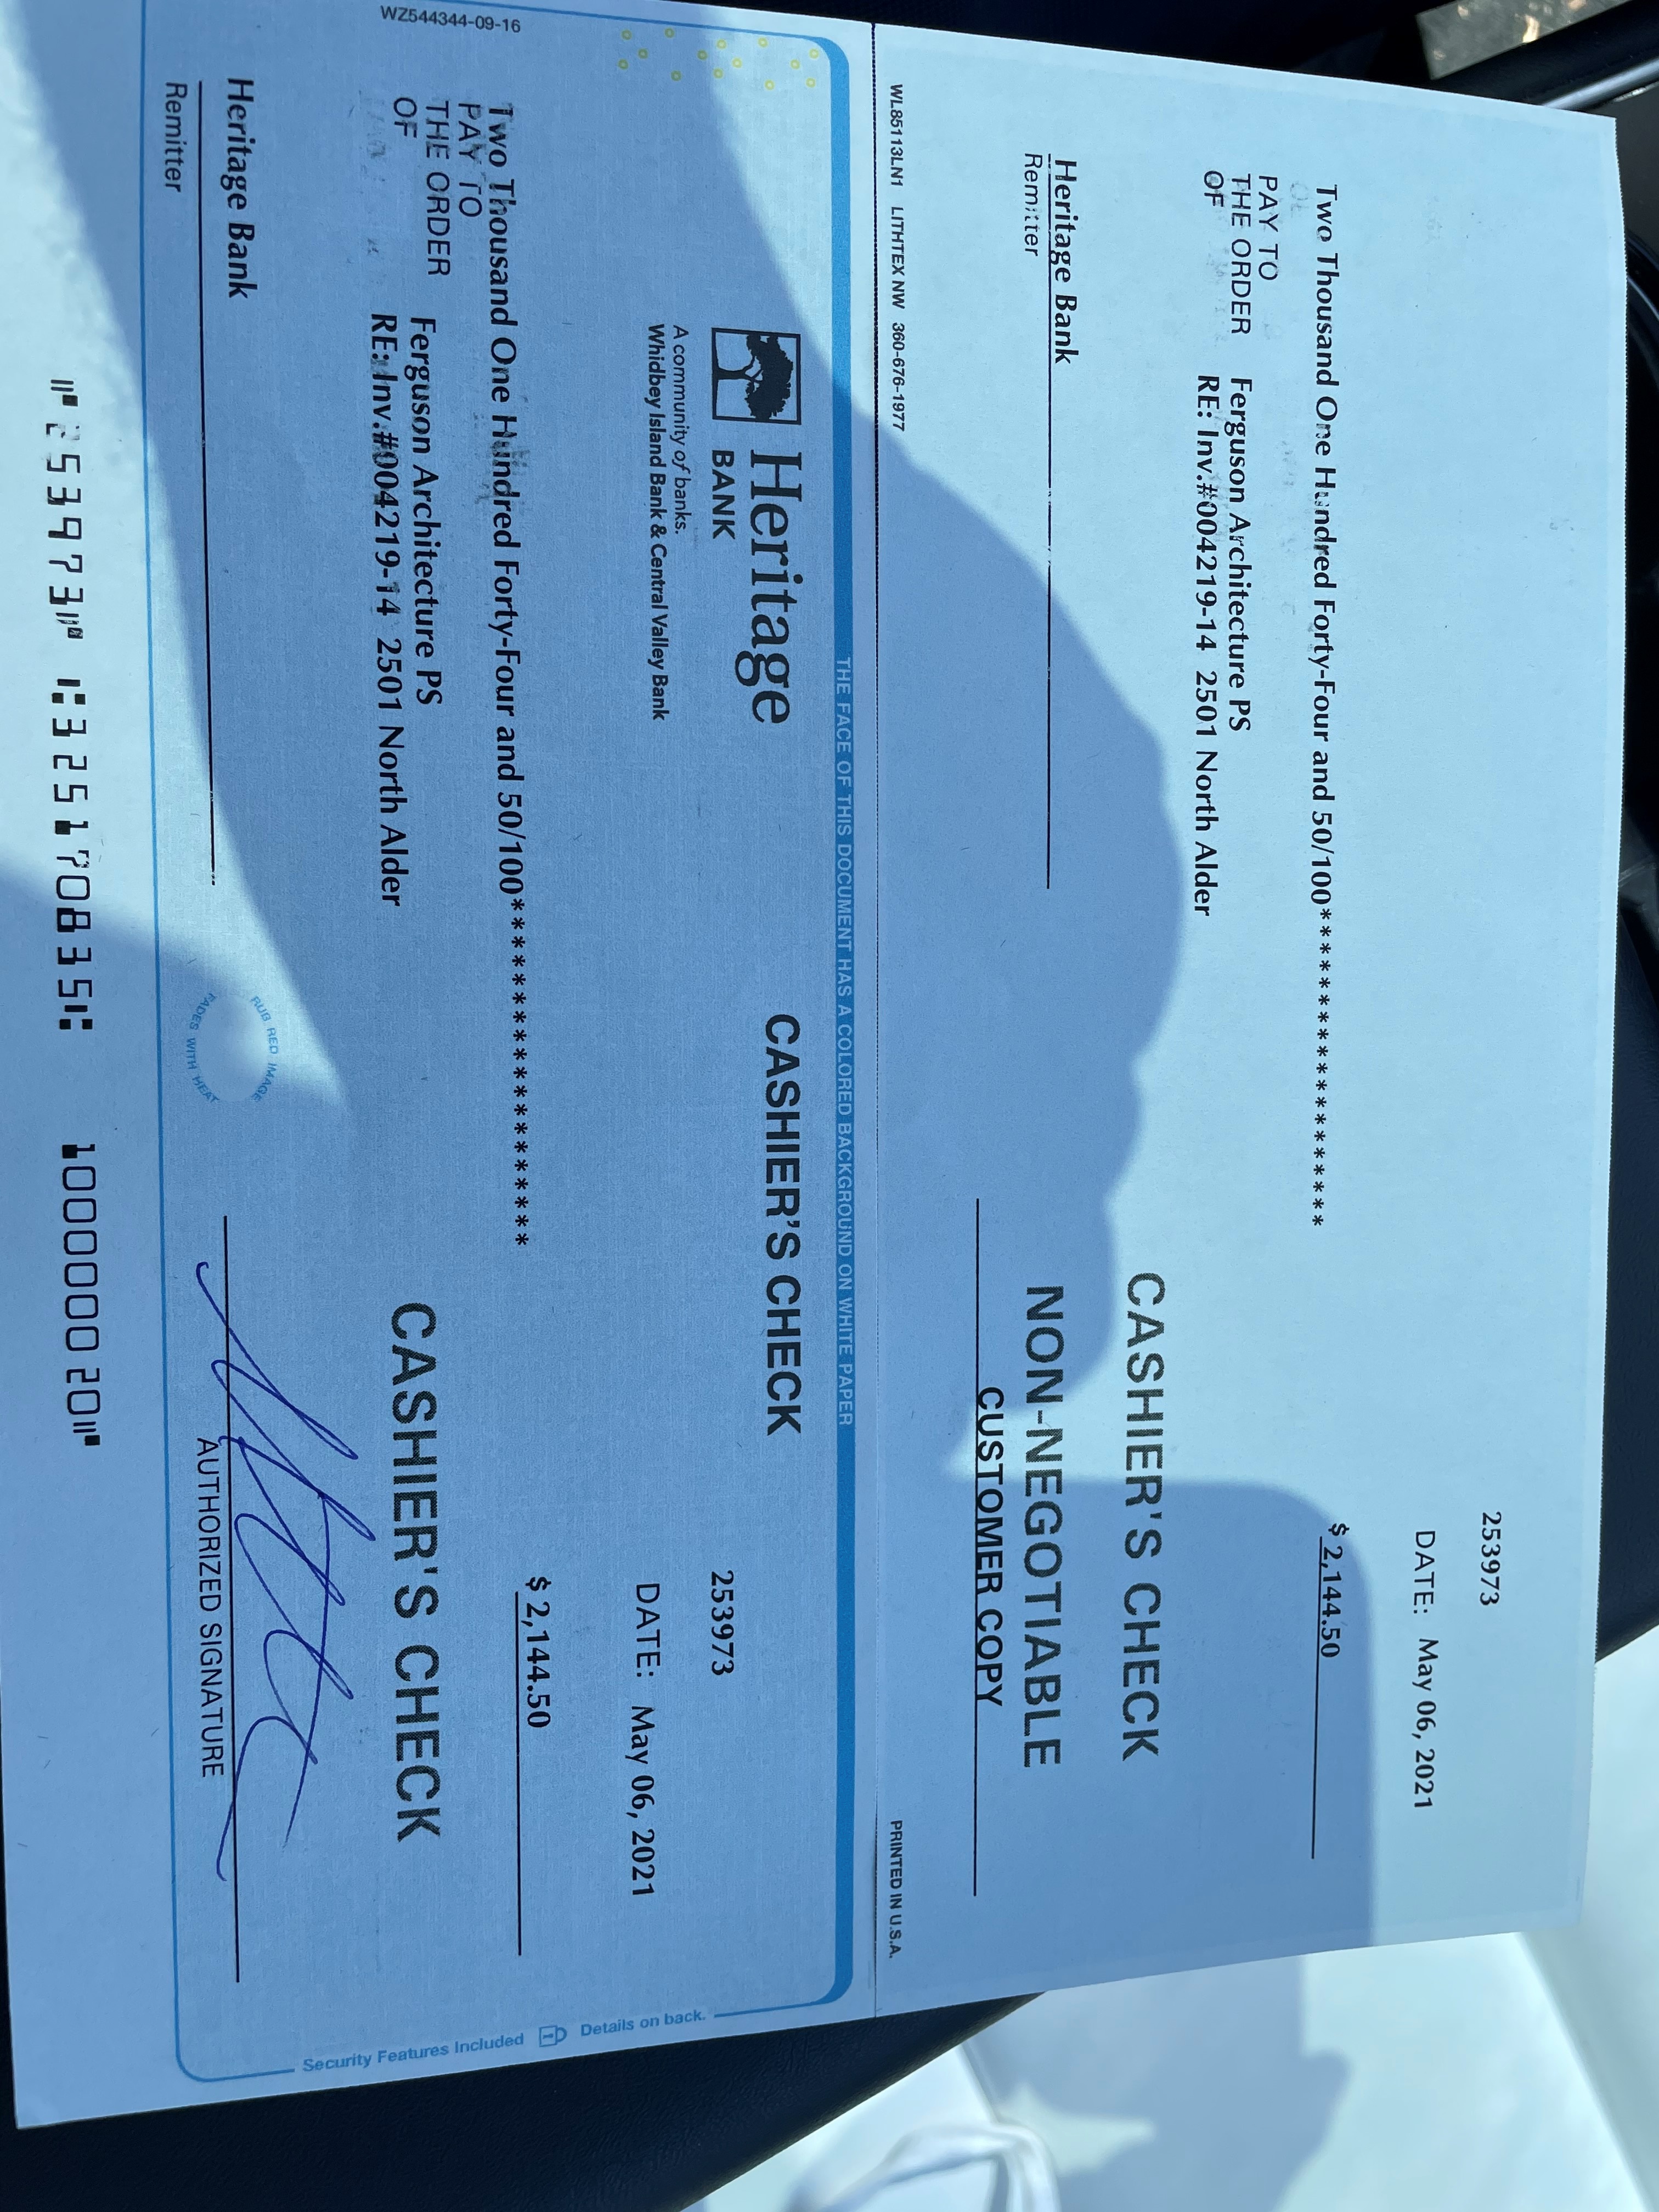 253973
DATE: May 06, 2021
Two Thousand One Hundred Forty-Four and 50/100************************** $ 2,144.50
PAY TO
THE ORDER
OF
Ferguson Architecture PS
RE: Inv.#004219-14 2501 North Alder
CASHIER'S CHECK
Heritage Bank
Remitter
NON-NEGOTIABLE
CUSTOMER COPY
WL85113LN1 LITHTEX NW 360-676-1977
PRINTED IN U.S.A.
THE FACE OF THIS DOCUMENT HAS A COLORED BACKGROUND ON WHITE PAPER
Heritage
BANK
A community of banks.
Whidbey Island Bank & Central Valley Bank
CASHIER'S CHECK
253973
DATE: May 06, 2021
Two Thousand One Hundred Forty-Four and 50/100************************** $ 2,144.50
PAY TO
THE ORDER
OF
Ferguson Architecture PS
RE: Inv.#004219-14 2501 North Alder
CASHIER'S CHECK
WZ544344-09-16
Heritage Bank
Remitter
RUB RED IMAGE
FADES WITH HEAT
AUTHORIZED SIGNATURE
Security Features Included Details on back.
⑈253973⑈ ⑆325170835⑆ 1000000 20⑈